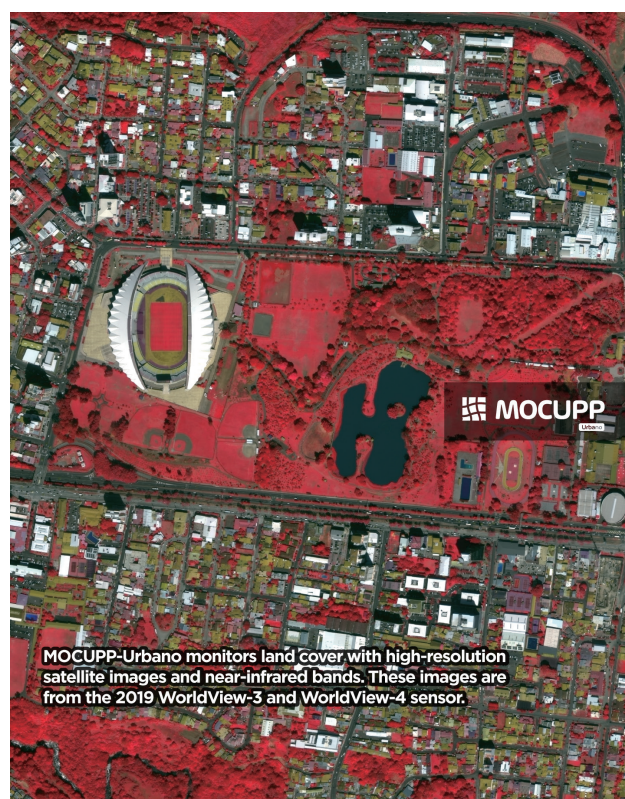 MOCUPP
Urbano
MOCUPP-Urbano monitors land cover with high-resolution
satellite images and near-infrared bands. These images are
from the 2019 WorldView-3 and WorldView-4 sensor.